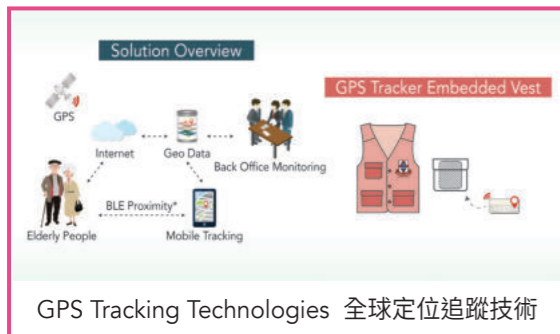 Solution Overview
GPS Tracker Embedded Vest
GPS
Internet
Geo Data
Back Office Monitoring
BLE Proximity*
Elderly People
Mobile Tracking
GPS Tracking Technologies 全球定位追蹤技術